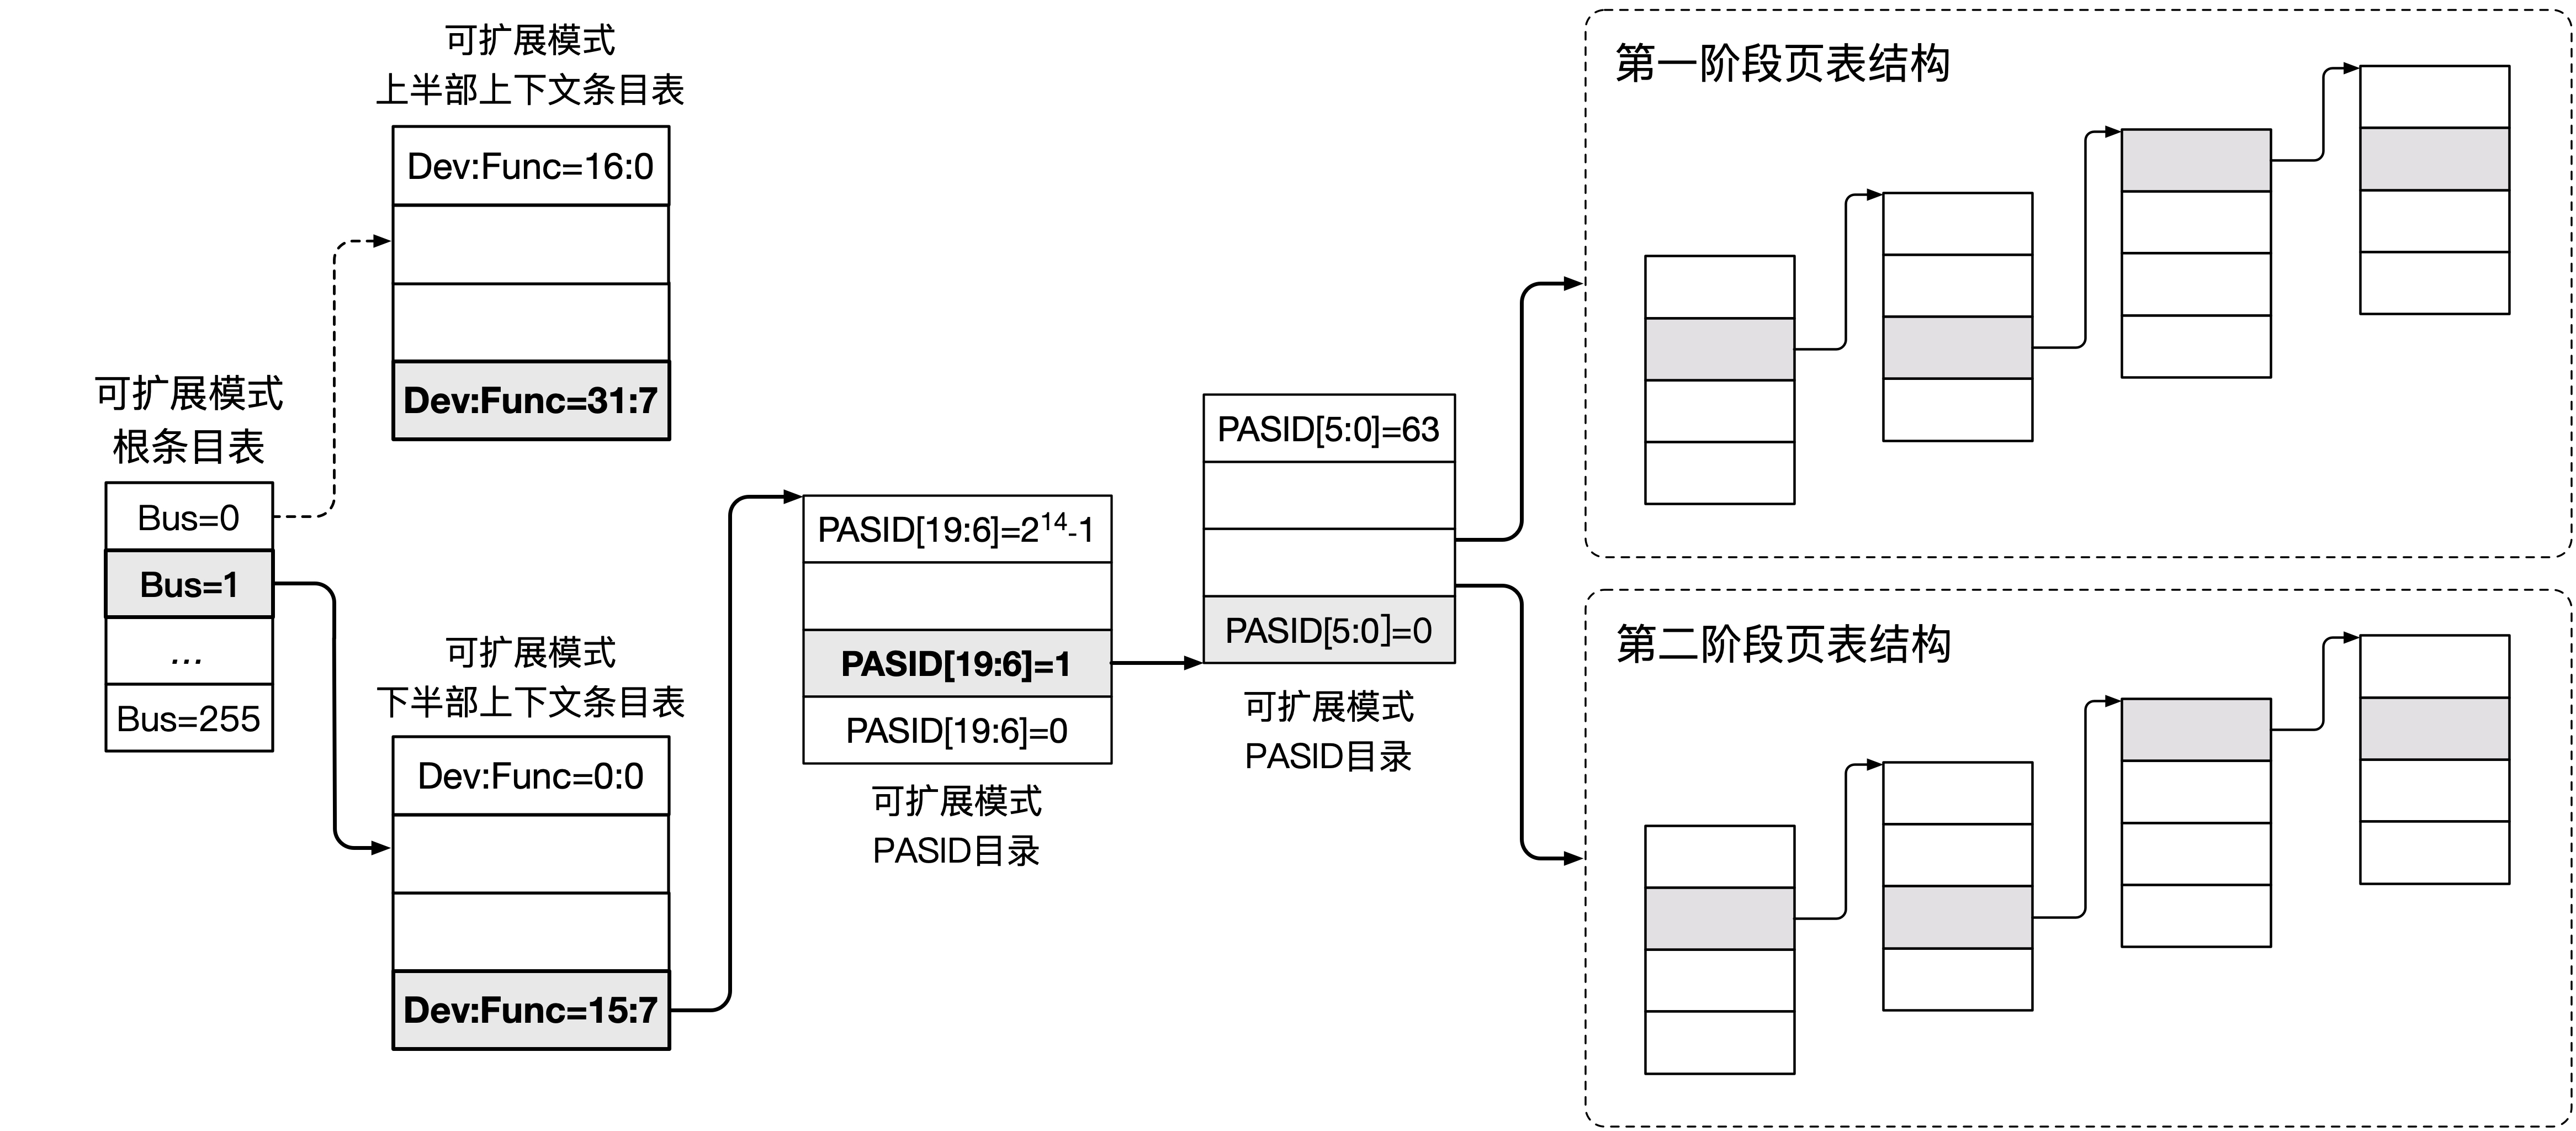 可扩展模式
上半部上下文条目表
Dev:Func=16:0
Dev:Func=31:7
可扩展模式
根条目表
Bus=0
Bus=1
...
Bus=255
可扩展模式
下半部上下文条目表
Dev:Func=0:0
Dev:Func=15:7
PASID[19:6]=2¹⁴-1
PASID[19:6]=1
PASID[19:6]=0
可扩展模式
PASID目录
PASID[5:0]=63
PASID[5:0]=0
可扩展模式
PASID目录
第一阶段页表结构
第二阶段页表结构